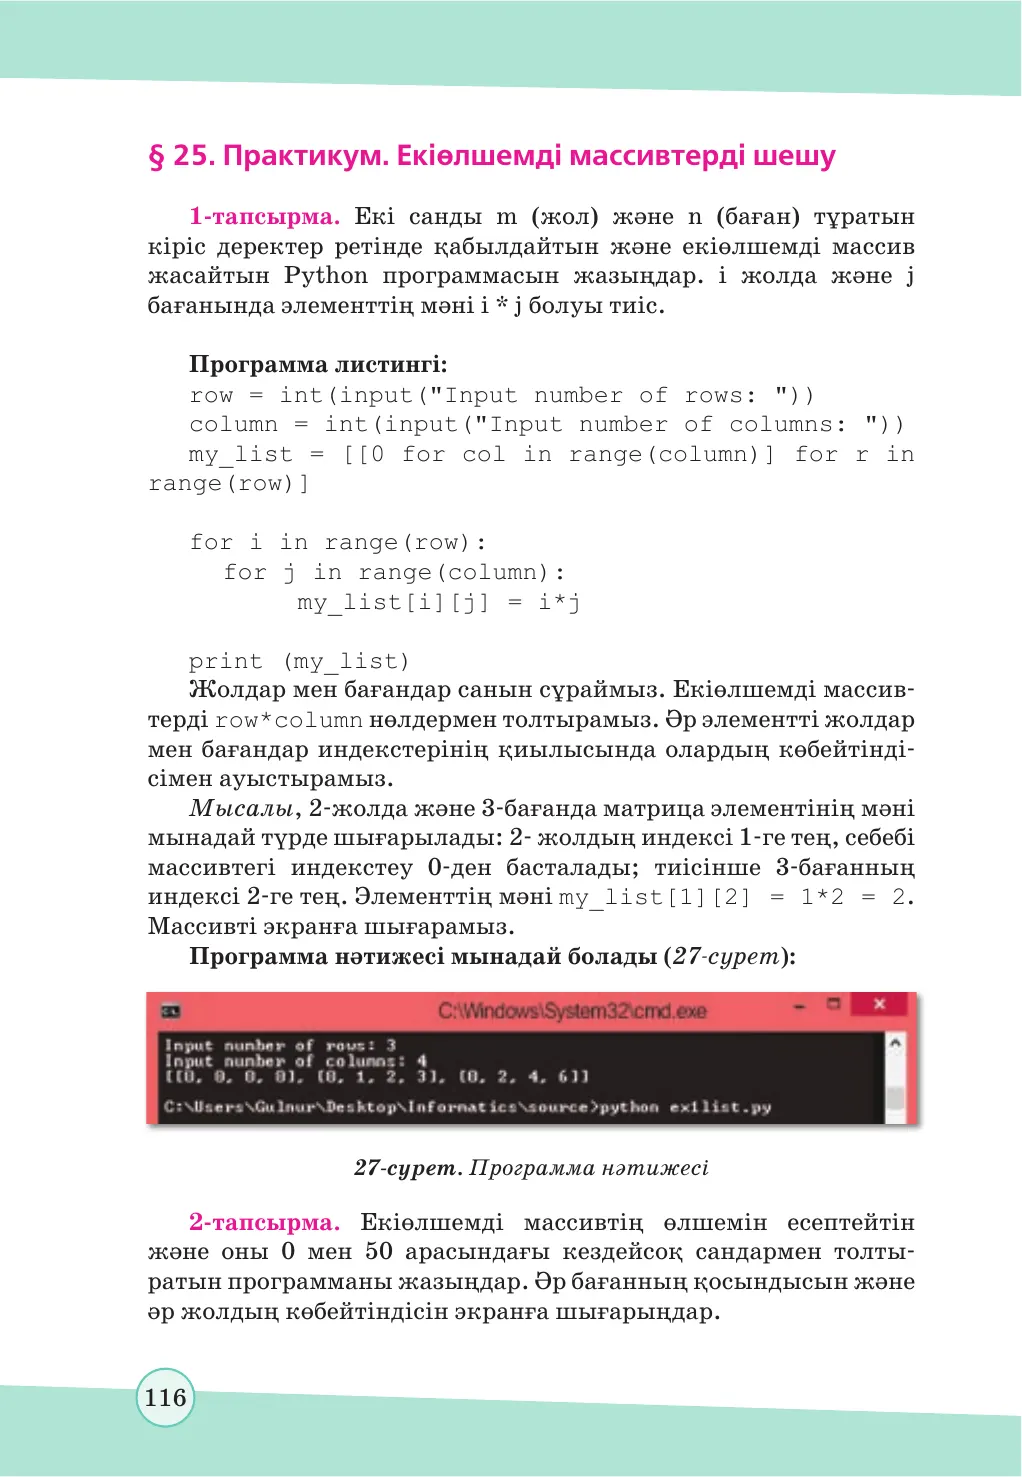 § 25. Практикум. Екіөлшемді массивтерді шешу
1-тапсырма. Екі санды m (жол) және n (баған) тұратын
кіріс деректер ретінде қабылдайтын және екіөлшемді массив
жасайтын Python программасын жазыңдар. i жолда және j
бағанында элементтің мәні i * j болуы тиіс.
Программа листингі:
row = int(input("Input number of rows: "))
column = int(input("Input number of columns: "))
my_list = [[0 for col in range(column)] for r in
range(row)]
for i in range(row):
for j in range(column):
my_list[i][j] = i*j
print (my_list)
Жолдар мен бағандар санын сұраймыз. Екіөлшемді массив-
терді row*column нөлдермен толтырамыз. Әр элементті жолдар
мен бағандар индекстерінің қиылысында олардың көбейтінді-
сімен ауыстырамыз.
Мысалы, 2-жолда және 3-бағанда матрица элементінің мәні
мынадай түрде шығарылады: 2- жолдың индексі 1-ге тең, себебі
массивтегі индекстеу 0-ден басталады; тиісінше 3-бағанның
индексі 2-ге тең. Элементтің мәні my_list[1][2] = 1*2 = 2.
Массивті экранға шығарамыз.
Программа нәтижесі мынадай болады (27-сурет):
C:\Windows\System32\cmd.exe
Input number of rows: 3
Input number of columns: 4
[[0, 0, 0, 0], [0, 1, 2, 3], [0, 2, 4, 6]]
C:\Users\Gulnur\Desktop\Informatics\source>python ex1list.py
27-сурет. Программа нәтижесі
2-тапсырма. Екіөлшемді массивтің өлшемін есептейтін
және оны 0 мен 50 арасындағы кездейсоқ сандармен толты-
ратын программаны жазыңдар. Әр бағанның қосындысын және
әр жолдың көбейтіндісін экранға шығарыңдар.
116